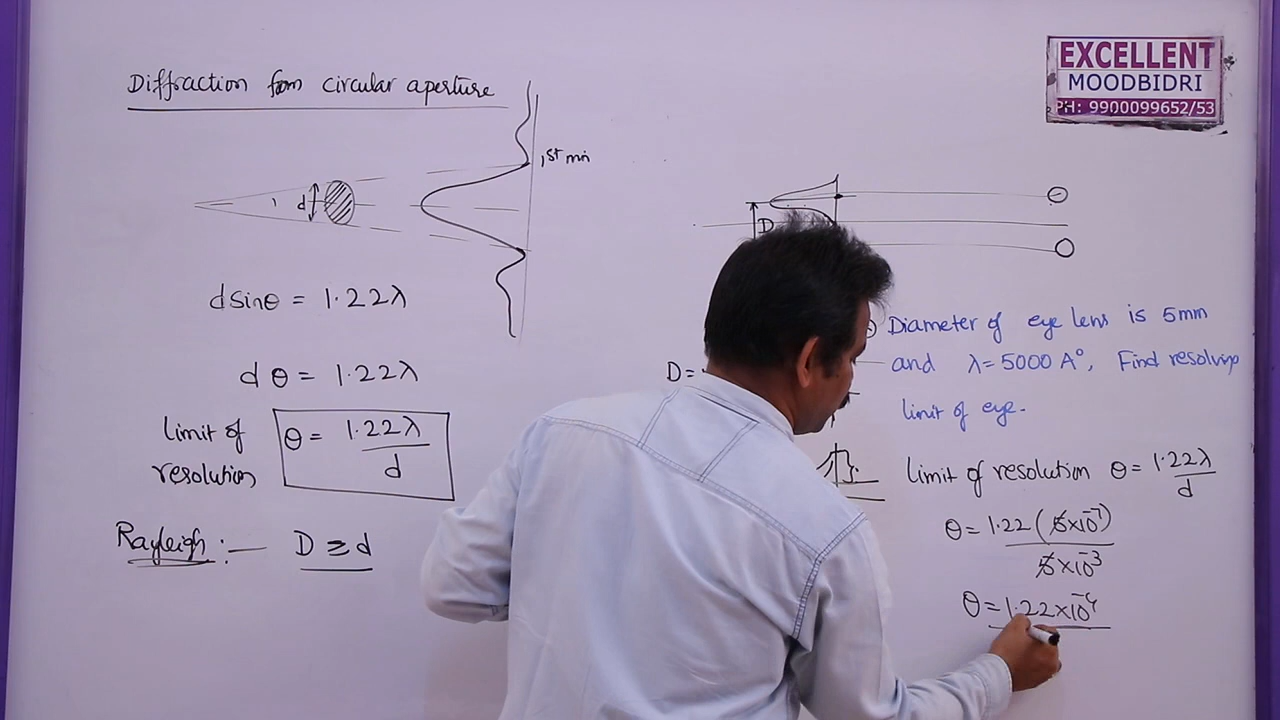 Diffraction from circular aperture
EXCELLENT
MOODBIDRI
PH: 9900099652/53
1st min
d
D
d sinθ = 1.22λ
d θ = 1.22λ
Limit of resolution
θ = 1.22λ / d
Rayleigh :— D ≥ d
D =
Diameter of eye lens is 5mm
and λ = 5000 A°, Find resolving
limit of eye.
Limit of resolution θ = 1.22λ / d
θ = 1.22 (5×10⁻⁷) / 5×10⁻³
θ = 1.22×10⁻⁴